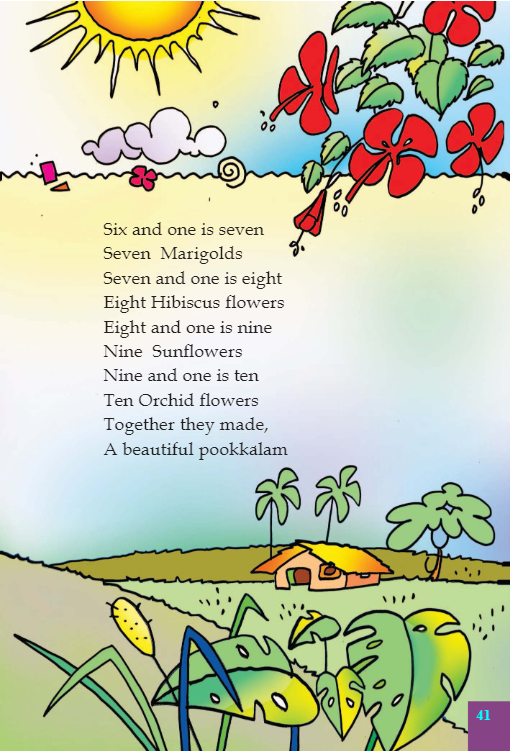 Six and one is seven
Seven Marigolds
Seven and one is eight
Eight Hibiscus flowers
Eight and one is nine
Nine Sunflowers
Nine and one is ten
Ten Orchid flowers
Together they made,
A beautiful pookkalam
41